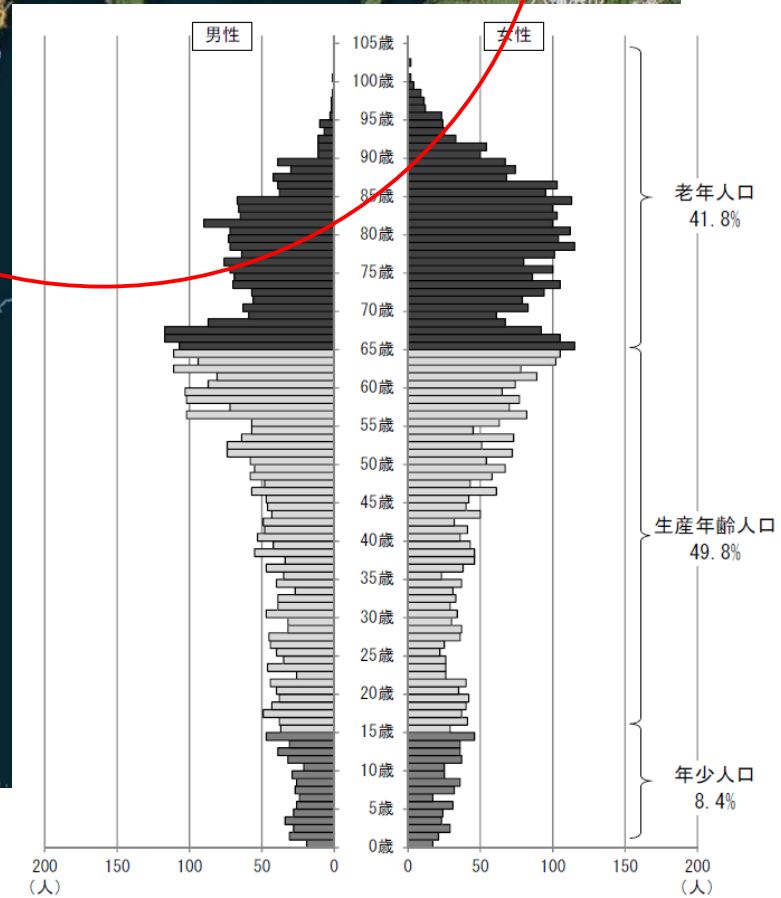 男性
女性
105歳
100歳
95歳
90歳
85歳
80歳
75歳
70歳
65歳
60歳
55歳
50歳
45歳
40歳
35歳
30歳
25歳
20歳
15歳
10歳
5歳
0歳
老年人口
41.8%
生産年齢人口
49.8%
年少人口
8.4%
200 150 100 50 0 0 50 100 150 200
(人) (人)